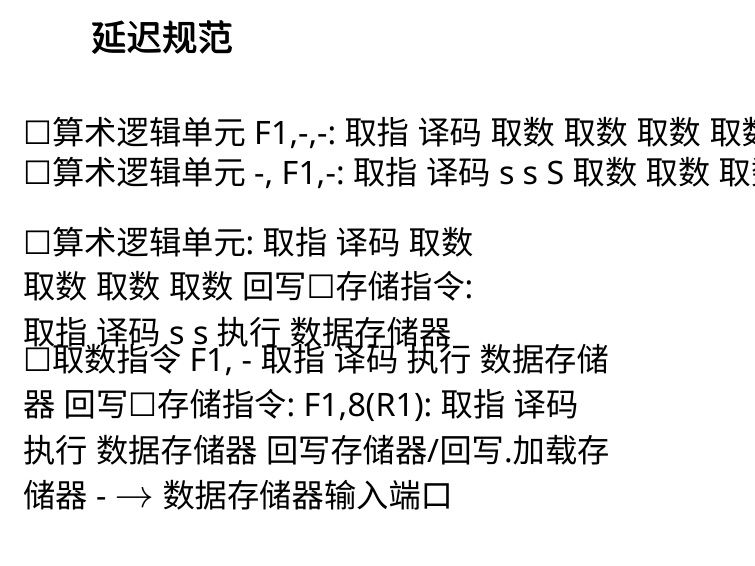 延迟规范
☐算术逻辑单元 F1,-,-: 取指 译码 取数 取数 取数 取数
☐算术逻辑单元 -, F1,-: 取指 译码 s s S 取数 取数 取
☐算术逻辑单元: 取指 译码 取数
取数 取数 取数 回写☐存储指令:
取指 译码 s s 执行 数据存储器
☐取数指令 F1, - 取指 译码 执行 数据存储
器 回写☐存储指令: F1,8(R1): 取指 译码
执行 数据存储器 回写存储器/回写.加载存
储器 - → 数据存储器输入端口